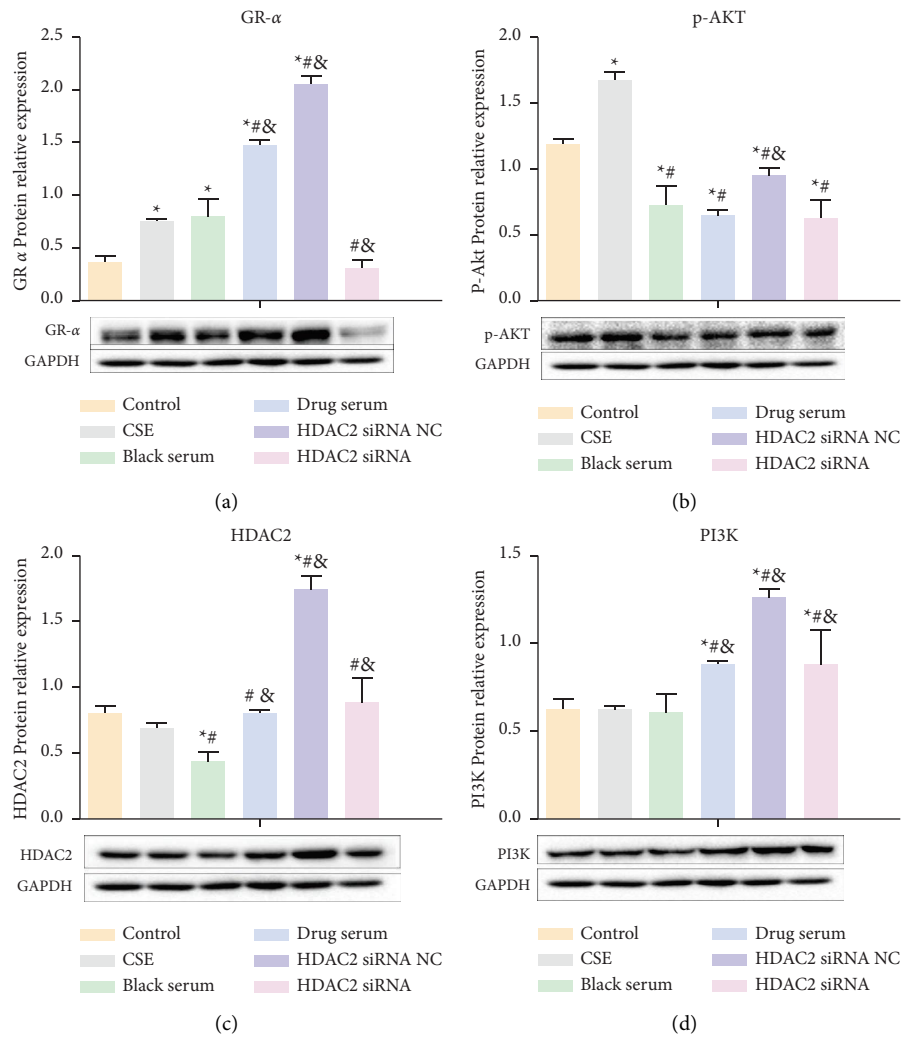 GR-α
GR α Protein relative expression
2.5
2.0
1.5
1.0
0.5
0.0
*
*
*#&
*#&
#&
GR-α
GAPDH
Control
CSE
Black serum
Drug serum
HDAC2 siRNA NC
HDAC2 siRNA
(a)
p-AKT
P-Akt Protein relative expression
2.0
1.5
1.0
0.5
0.0
*
*#
*#
*#&
*#
p-AKT
GAPDH
Control
CSE
Black serum
Drug serum
HDAC2 siRNA NC
HDAC2 siRNA
(b)
HDAC2
HDAC2 Protein relative expression
2.0
1.5
1.0
0.5
0.0
*#
# &
*#&
#&
HDAC2
GAPDH
Control
CSE
Black serum
Drug serum
HDAC2 siRNA NC
HDAC2 siRNA
(c)
PI3K
PI3K Protein relative expression
1.5
1.0
0.5
0.0
*#&
*#&
*#&
PI3K
GAPDH
Control
CSE
Black serum
Drug serum
HDAC2 siRNA NC
HDAC2 siRNA
(d)